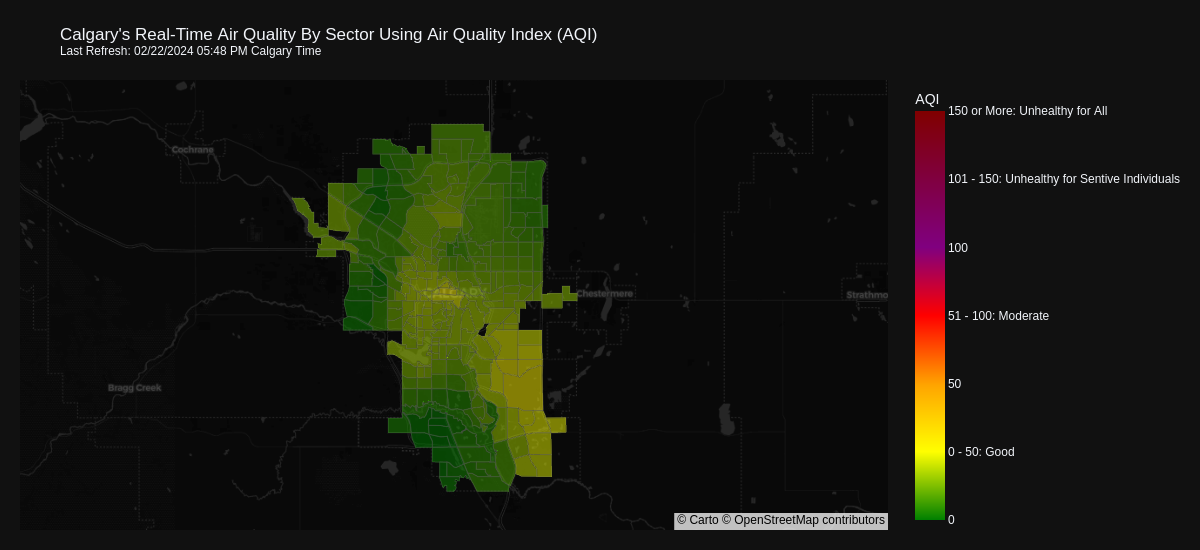 Calgary's Real-Time Air Quality By Sector Using Air Quality Index (AQI)
Last Refresh: 02/22/2024 05:48 PM Calgary Time
AQI
150 or More: Unhealthy for All
101 - 150: Unhealthy for Sentive Individuals
100
51 - 100: Moderate
50
0 - 50: Good
0
Cochrane
CALGARY
Chestermere
Strathmo
Bragg Creek
© Carto © OpenStreetMap contributors